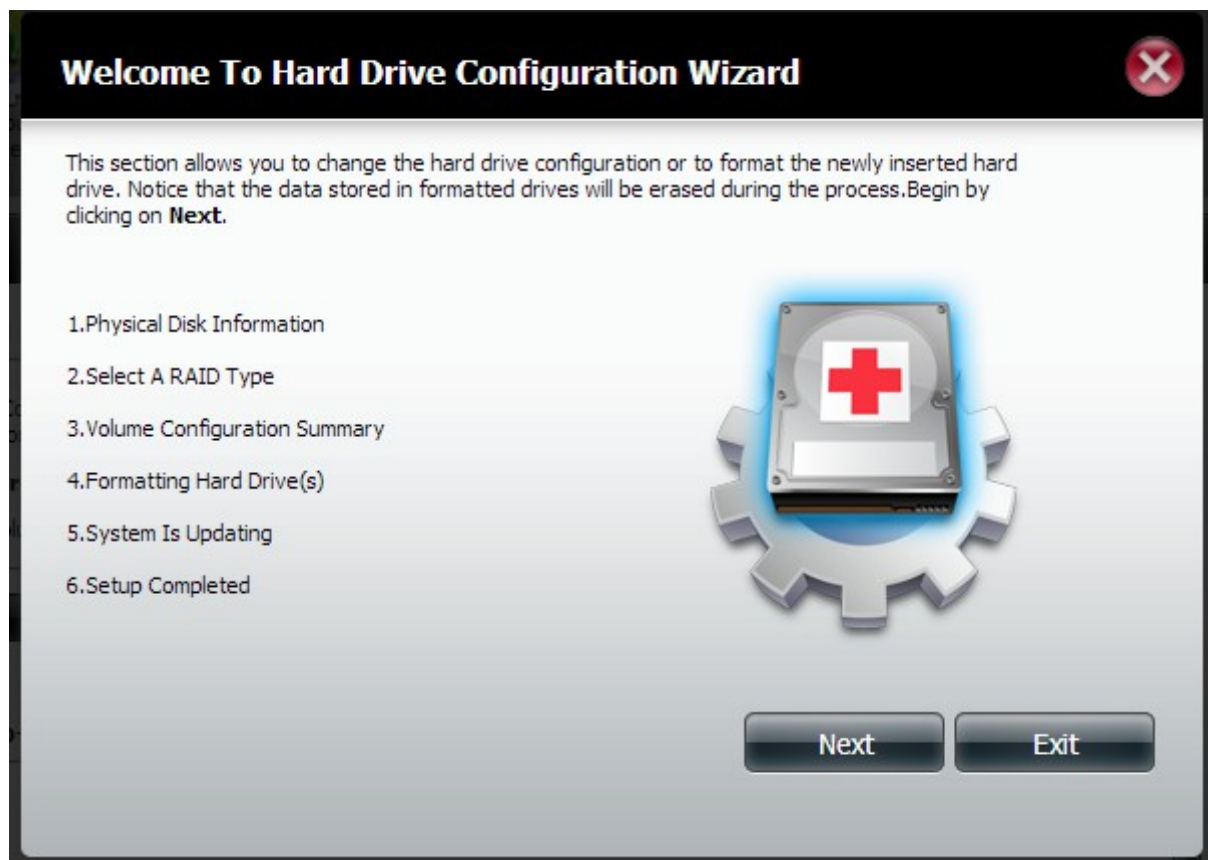 Welcome To Hard Drive Configuration Wizard
This section allows you to change the hard drive configuration or to format the newly inserted hard
drive. Notice that the data stored in formatted drives will be erased during the process.Begin by
clicking on Next.
1.Physical Disk Information
2.Select A RAID Type
3.Volume Configuration Summary
4.Formatting Hard Drive(s)
5.System Is Updating
6.Setup Completed
Next
Exit